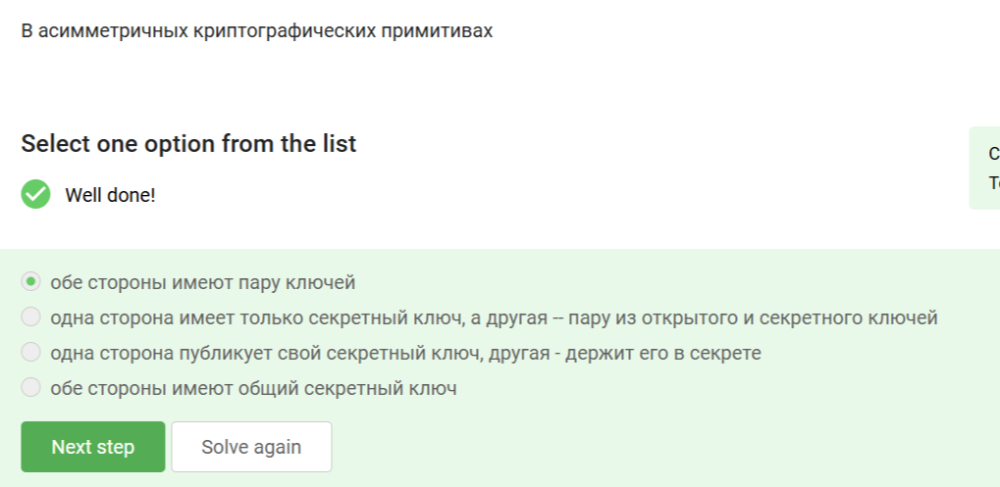 В асимметричных криптографических примитивах
Select one option from the list
Well done!
обе стороны имеют пару ключей
одна сторона имеет только секретный ключ, а другая -- пару из открытого и секретного ключей
одна сторона публикует свой секретный ключ, другая - держит его в секрете
обе стороны имеют общий секретный ключ
Next step
Solve again